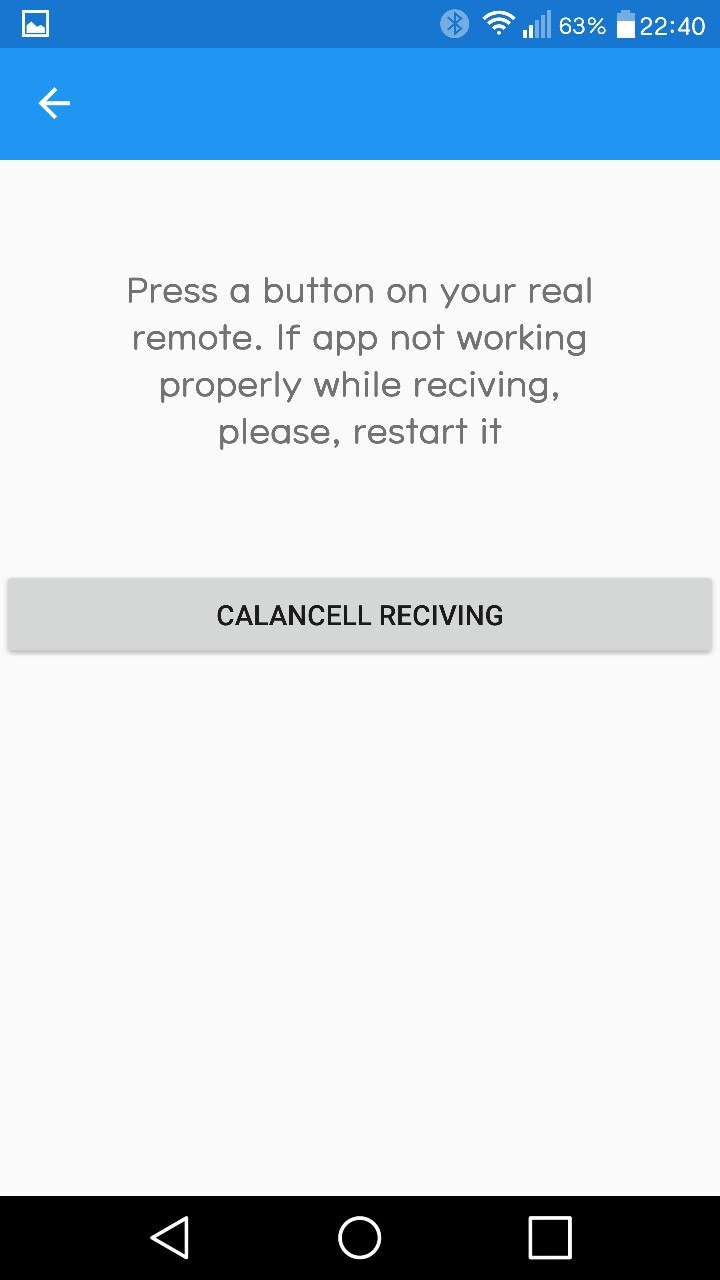 63% 22:40
Press a button on your real
remote. If app not working
properly while reciving,
please, restart it
CALANCELL RECIVING